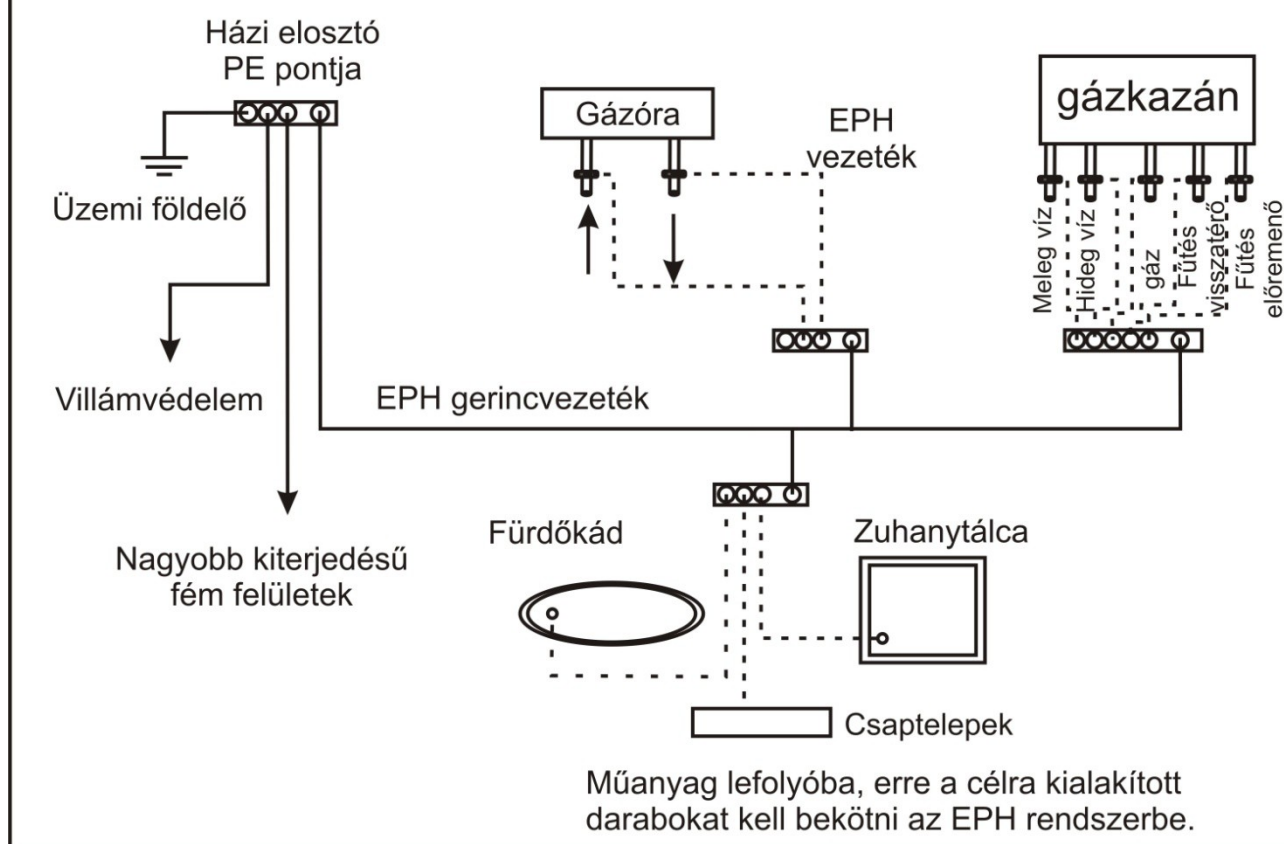 Házi elosztó
PE pontja
Gázóra
EPH
vezeték
gázkazán
Üzemi földelő
Meleg víz
Hideg víz
gáz
Fűtés
visszatérő
Fűtés
előremenő
Villámvédelem
EPH gerincvezeték
Nagyobb kiterjedésű
fém felületek
Fürdőkád
Zuhanytálca
Csaptelepek
Műanyag lefolyóba, erre a célra kialakított
darabokat kell bekötni az EPH rendszerbe.